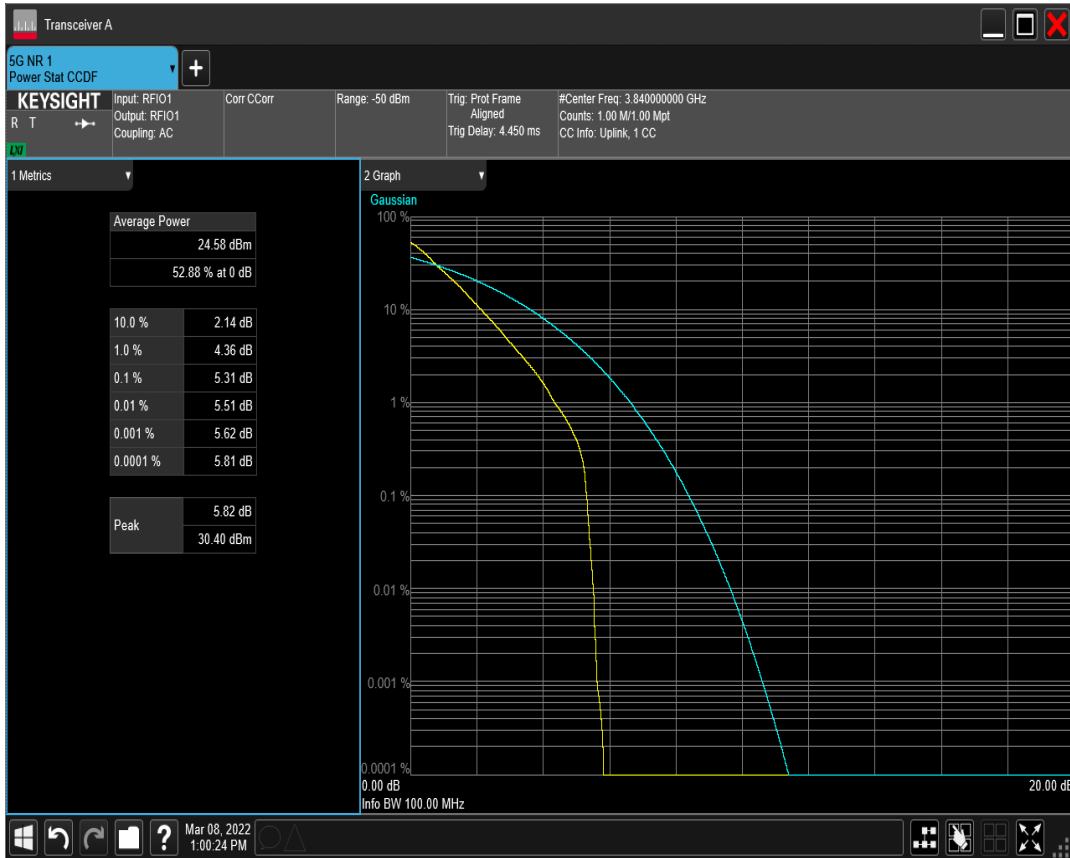 Transceiver A
5G NR 1
Power Stat CCDF
KEYSIGHT
R T
LXI
Input: RFIO1
Output: RFIO1
Coupling: AC
Corr CCorr
Range: -50 dBm
Trig: Prot Frame
Aligned
Trig Delay: 4.450 ms
#Center Freq: 3.840000000 GHz
Counts: 1.00 M/1.00 Mpt
CC Info: Uplink, 1 CC
1 Metrics
Average Power
24.58 dBm
52.88 % at 0 dB
10.0 % 2.14 dB
1.0 % 4.36 dB
0.1 % 5.31 dB
0.01 % 5.51 dB
0.001 % 5.62 dB
0.0001 % 5.81 dB
Peak
5.82 dB
30.40 dBm
2 Graph
Gaussian
100 %
10 %
1 %
0.1 %
0.01 %
0.001 %
0.0001 %
0.00 dB
20.00 dB
Info BW 100.00 MHz
?
Mar 08, 2022
1:00:24 PM